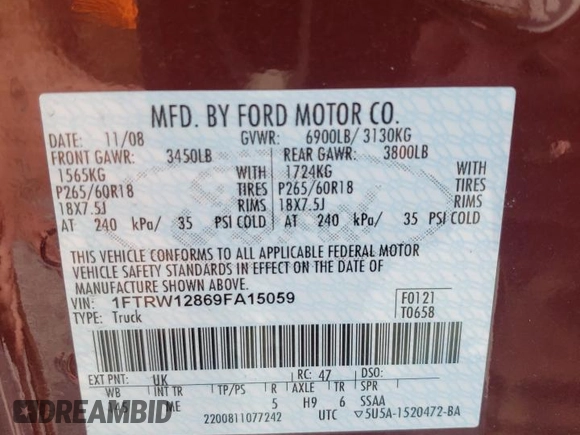 MFD. BY FORD MOTOR CO.
DATE: 11/08 GVWR: 6900LB/ 3130KG
FRONT GAWR: 3450LB REAR GAWR: 3800LB
1565KG WITH 1724KG WITH
P265/60R18 TIRES P265/60R18 TIRES
18X7.5J RIMS 18X7.5J RIMS
AT 240 kPa/ 35 PSI COLD AT 240 kPa/ 35 PSI COLD
THIS VEHICLE CONFORMS TO ALL APPLICABLE FEDERAL MOTOR
VEHICLE SAFETY STANDARDS IN EFFECT ON THE DATE OF
MANUFACTURE SHOWN ABOVE.
VIN: 1FTRW12869FA15059 F0121
TYPE: Truck T0658
EXT PNT: UK RC: 47 DSO:
WB INT TR TP/PS R AXLE TR SPR
ME 5 H9 6 SSAA
2200811077242 UTC ▽5U5A-1520472-BA
DREAMBID